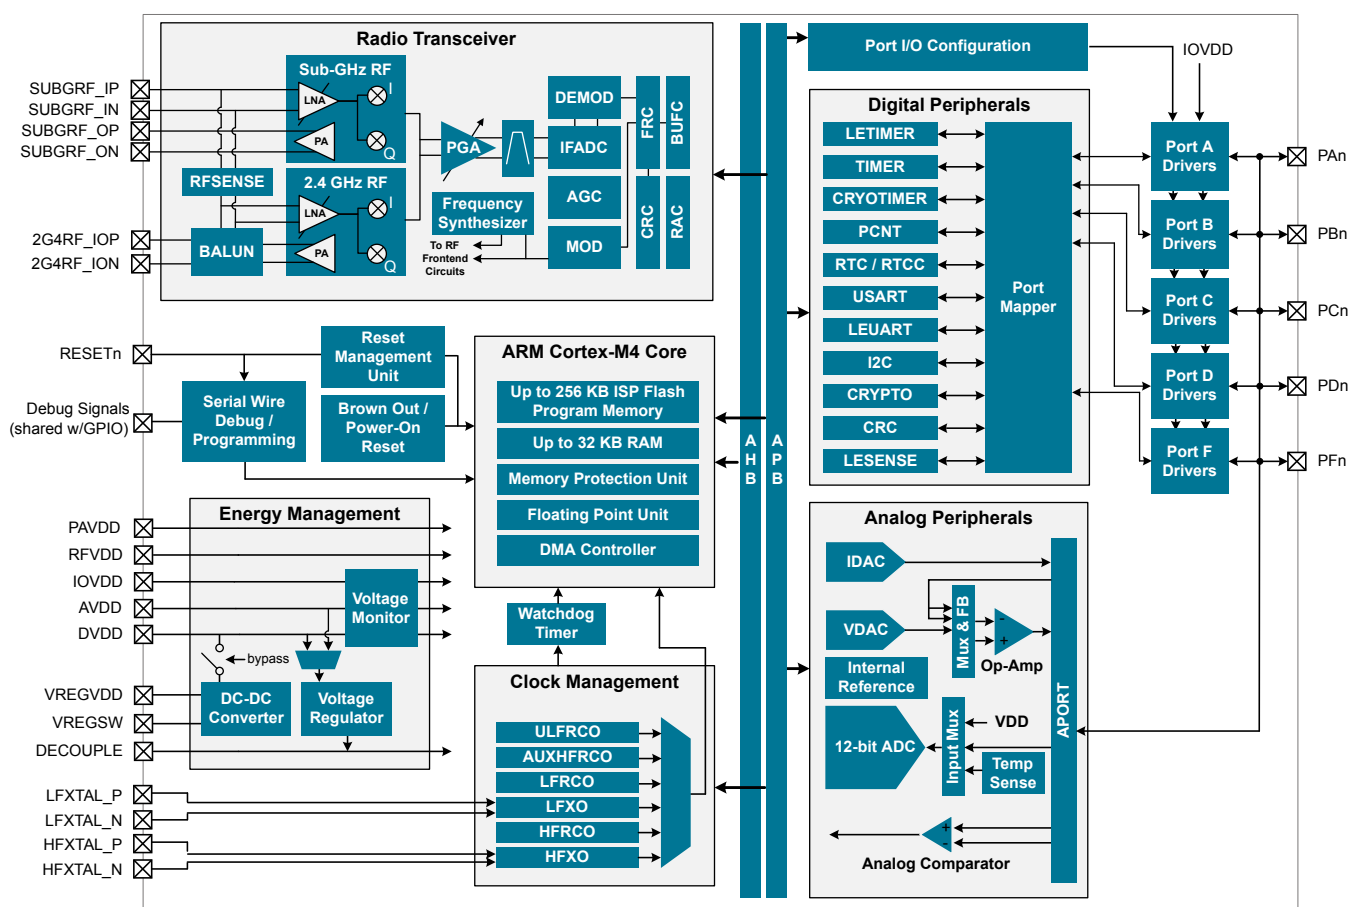 Radio Transceiver
SUBGRF_IP
SUBGRF_IN
SUBGRF_OP
SUBGRF_ON
2G4RF_IOP
2G4RF_ION
Sub-GHz RF
LNA
I
PA
Q
RFSENSE
2.4 GHz RF
LNA
I
PA
Q
BALUN
PGA
Frequency
Synthesizer
To RF
Frontend
Circuits
DEMOD
IFADC
AGC
MOD
FRC
BUFC
CRC
RAC
RESETn
Debug Signals
(shared w/GPIO)
Reset
Management
Unit
Serial Wire
Debug /
Programming
Brown Out /
Power-On
Reset
ARM Cortex-M4 Core
Up to 256 KB ISP Flash
Program Memory
Up to 32 KB RAM
Memory Protection Unit
Floating Point Unit
DMA Controller
Watchdog
Timer
Energy Management
PAVDD
RFVDD
IOVDD
AVDD
DVDD
VREGVDD
VREGSW
DECOUPLE
Voltage
Monitor
bypass
DC-DC
Converter
Voltage
Regulator
LFXTAL_P
LFXTAL_N
HFXTAL_P
HFXTAL_N
Clock Management
ULFRCO
AUXHFRCO
LFRCO
LFXO
HFRCO
HFXO
AHB
APB
Port I/O Configuration
IOVDD
Digital Peripherals
LETIMER
TIMER
CRYOTIMER
PCNT
RTC / RTCC
USART
LEUART
I2C
CRYPTO
CRC
LESENSE
Port
Mapper
Port A
Drivers
Port B
Drivers
Port C
Drivers
Port D
Drivers
Port F
Drivers
PAn
PBn
PCn
PDn
PFn
Analog Peripherals
IDAC
VDAC
Mux & FB
-
+
Op-Amp
Internal
Reference
12-bit ADC
Input Mux
VDD
Temp
Sense
APORT
+
-
Analog Comparator